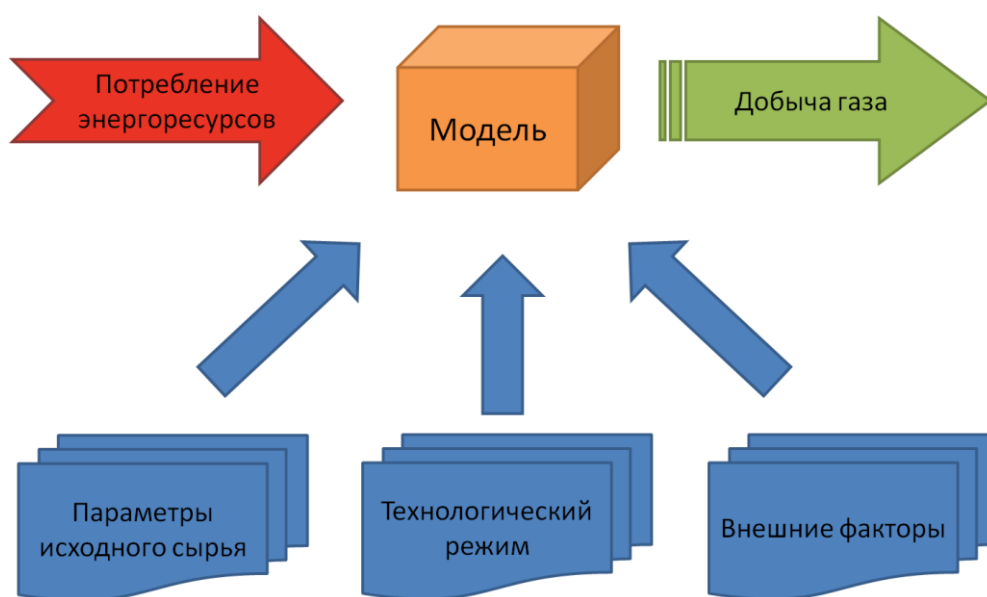 Потребление
энергоресурсов
Модель
Добыча газа
Параметры
исходного сырья
Технологический
режим
Внешние факторы